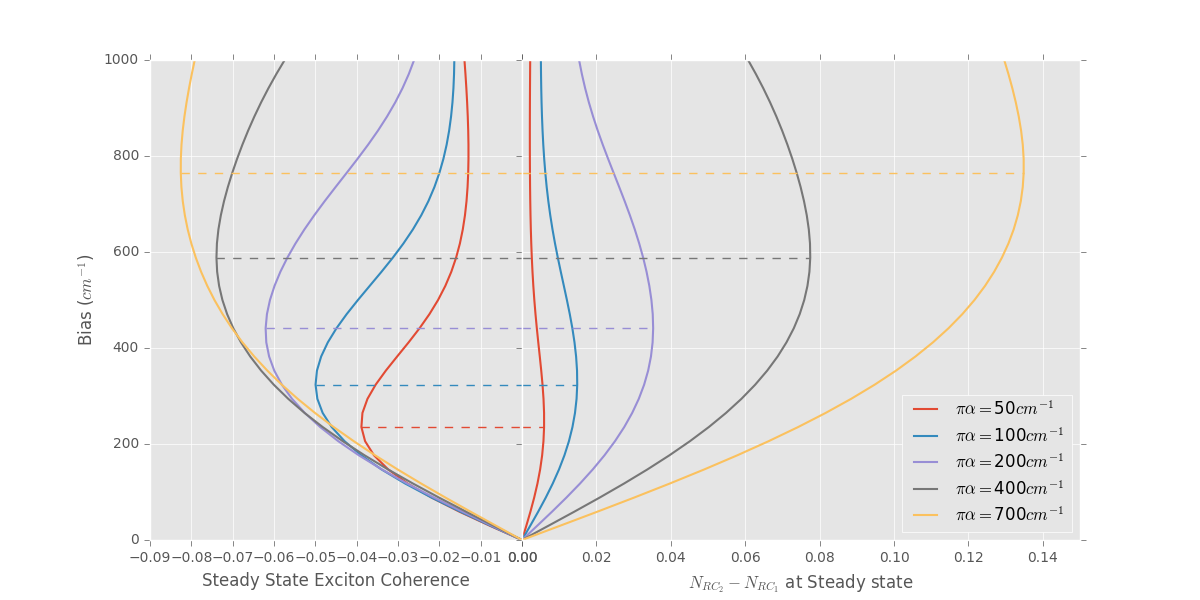 1000
800
600
400
200
0
Bias (cm⁻¹)
−0.09 −0.08 −0.07 −0.06 −0.05 −0.04 −0.03 −0.02 −0.01 0.00
0.00 0.02 0.04 0.06 0.08 0.10 0.12 0.14
Steady State Exciton Coherence
N_{RC₂} − N_{RC₁} at Steady state
πα = 50cm⁻¹
πα = 100cm⁻¹
πα = 200cm⁻¹
πα = 400cm⁻¹
πα = 700cm⁻¹